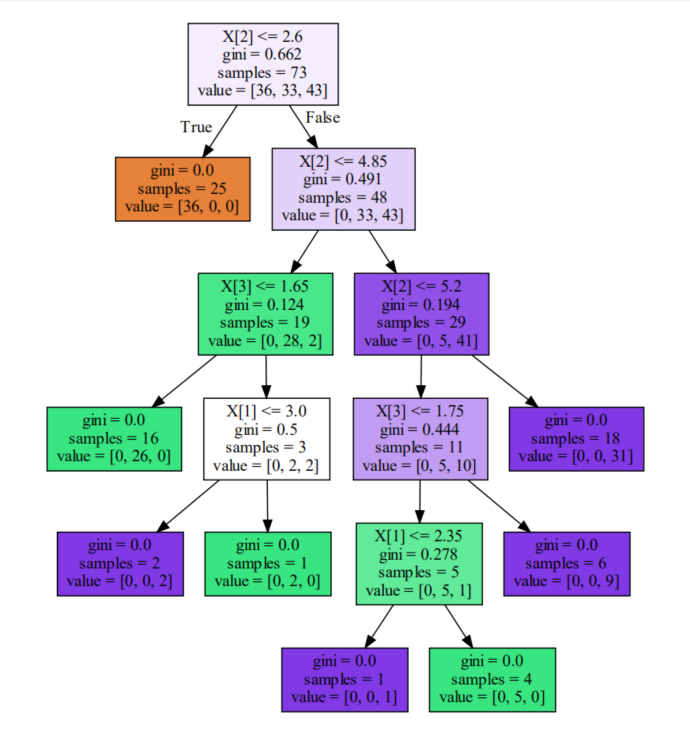 X[2] <= 2.6
gini = 0.662
samples = 73
value = [36, 33, 43]
True
False
gini = 0.0
samples = 25
value = [36, 0, 0]
X[2] <= 4.85
gini = 0.491
samples = 48
value = [0, 33, 43]
X[3] <= 1.65
gini = 0.124
samples = 19
value = [0, 28, 2]
X[2] <= 5.2
gini = 0.194
samples = 29
value = [0, 5, 41]
gini = 0.0
samples = 16
value = [0, 26, 0]
X[1] <= 3.0
gini = 0.5
samples = 3
value = [0, 2, 2]
X[3] <= 1.75
gini = 0.444
samples = 11
value = [0, 5, 10]
gini = 0.0
samples = 18
value = [0, 0, 31]
gini = 0.0
samples = 2
value = [0, 0, 2]
gini = 0.0
samples = 1
value = [0, 2, 0]
X[1] <= 2.35
gini = 0.278
samples = 5
value = [0, 5, 1]
gini = 0.0
samples = 6
value = [0, 0, 9]
gini = 0.0
samples = 1
value = [0, 0, 1]
gini = 0.0
samples = 4
value = [0, 5, 0]